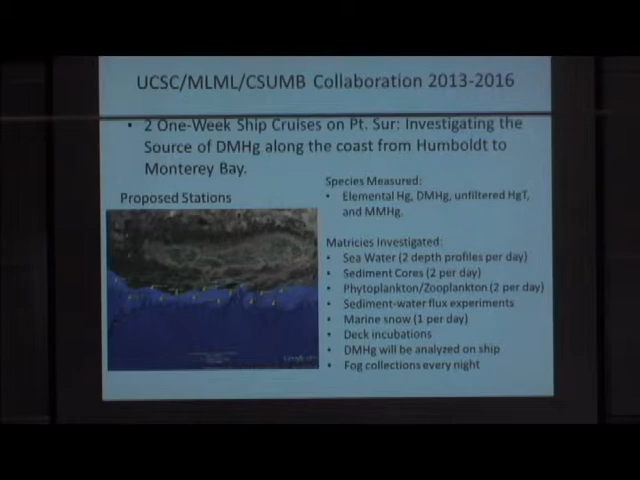 UCSC/MLML/CSUMB Collaboration 2013-2016
• 2 One-Week Ship Cruises on Pt. Sur: Investigating the
Source of DMHg along the coast from Humboldt to
Monterey Bay.
Proposed Stations
Species Measured:
• Elemental Hg, DMHg, unfiltered HgT,
and MMHg.
Matricies Investigated:
• Sea Water (2 depth profiles per day)
• Sediment Cores (2 per day)
• Phytoplankton/Zooplankton (2 per day)
• Sediment-water flux experiments
• Marine snow (1 per day)
• Deck incubations
• DMHg will be analyzed on ship
• Fog collections every night